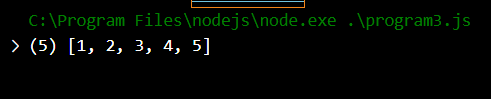 C:\Program Files\nodejs\node.exe .\program3.js
> (5) [1, 2, 3, 4, 5]